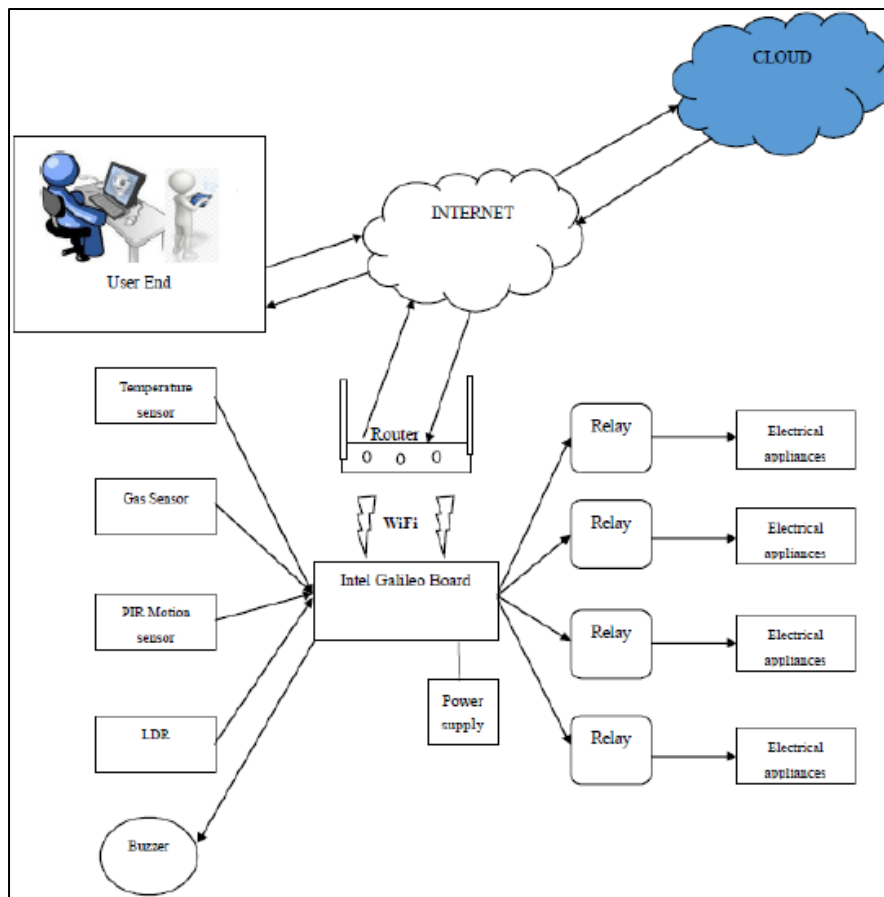 CLOUD
INTERNET
User End
Temperature
sensor
Router
Relay
Electrical
appliances
Gas Sensor
WiFi
Relay
Electrical
appliances
Intel Galileo Board
PIR Motion
sensor
Relay
Electrical
appliances
Power
supply
LDR
Relay
Electrical
appliances
Buzzer